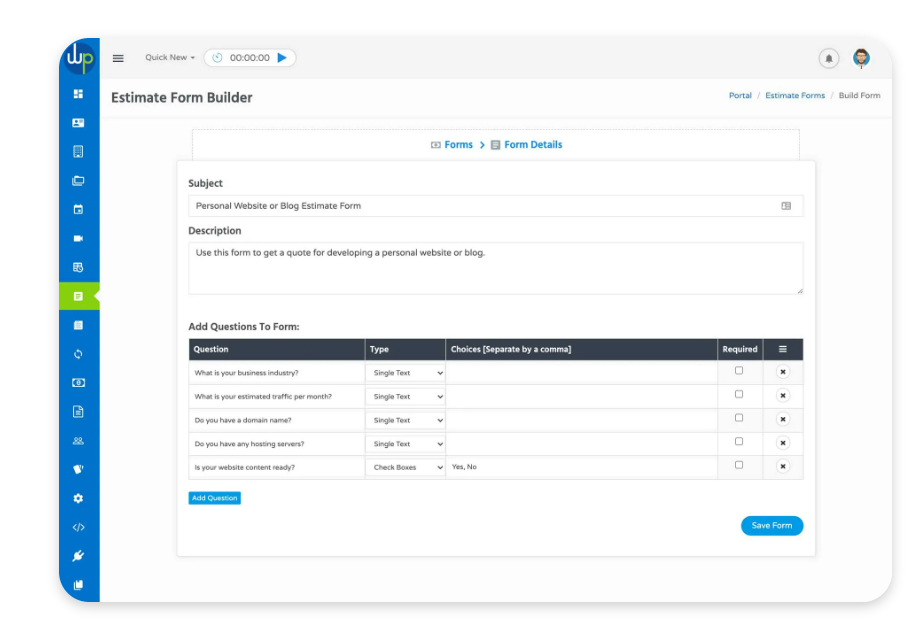 wp
Quick New
00:00:00
Estimate Form Builder
Portal / Estimate Forms / Build Form
Forms > Form Details
Subject
Personal Website or Blog Estimate Form
Description
Use this form to get a quote for developing a personal website or blog.
Add Questions To Form:
Question Type Choices [Separate by a comma] Required
What is your business industry? Single Text
What is your estimated traffic per month? Single Text
Do you have a domain name? Single Text
Do you have any hosting servers? Single Text
Is your website content ready? Check Boxes Yes, No
Add Question
Save Form